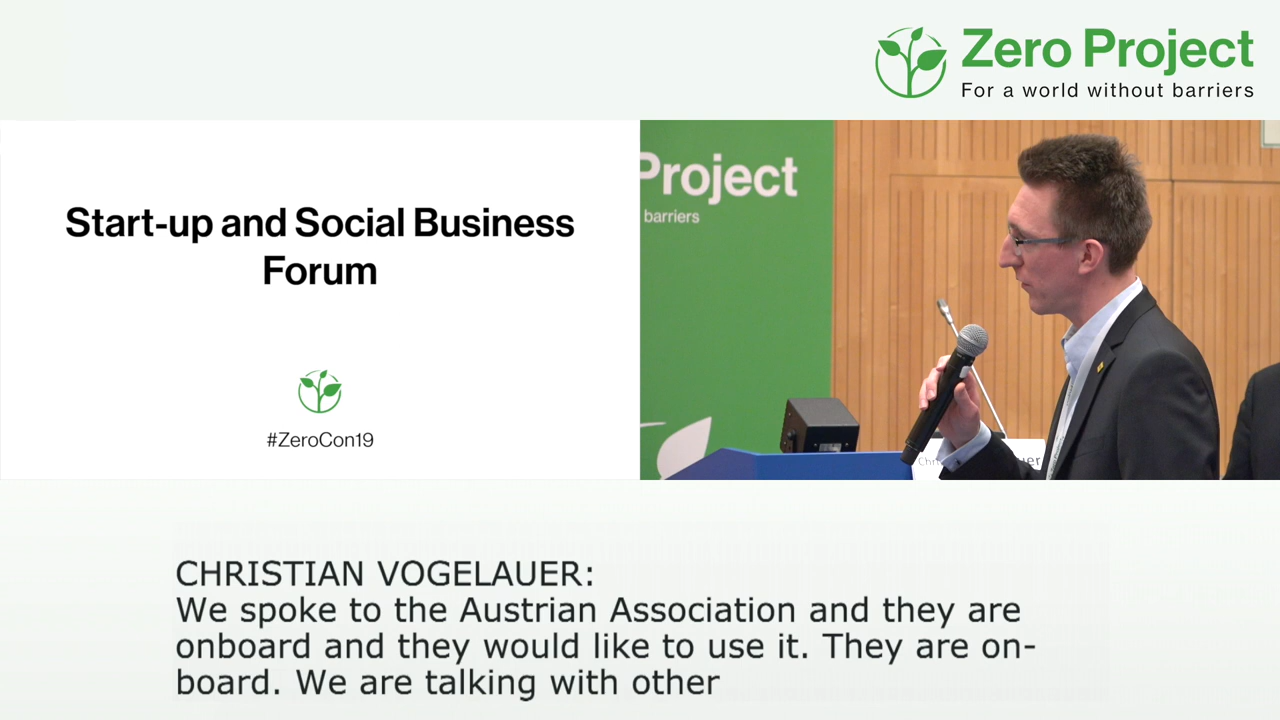 Zero Project
For a world without barriers
Start-up and Social Business
Forum
#ZeroCon19
Project
barriers
CHRISTIAN VOGELAUER:
We spoke to the Austrian Association and they are
onboard and they would like to use it. They are on-
board. We are talking with other